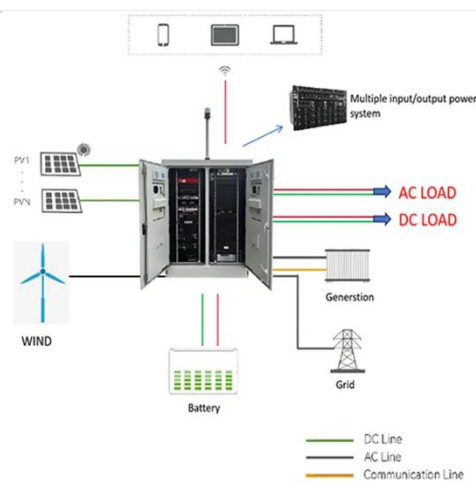 Multiple input/output power
system
PV1
PVN
AC LOAD
DC LOAD
WIND
Generstion
Grid
Battery
DC Line
AC Line
Communication Line